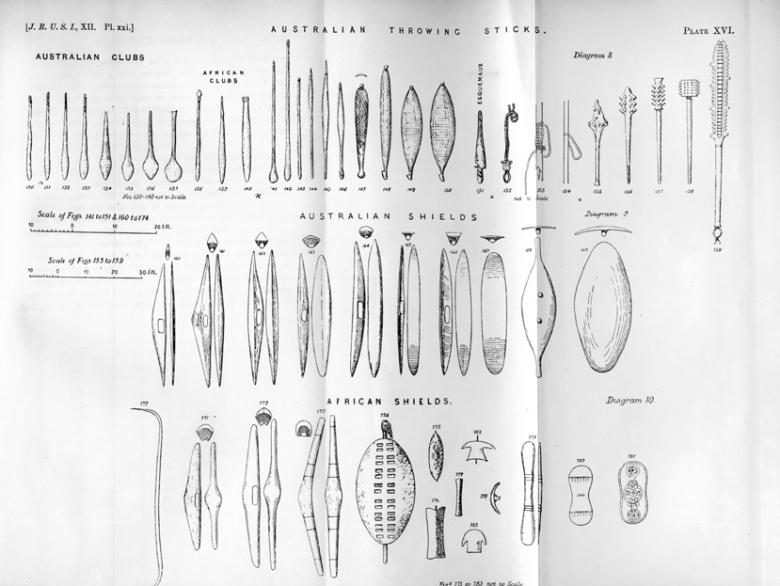 [J. R. U. S. I., XII. Pl. xxi.]
AUSTRALIAN THROWING STICKS.
PLATE XVI.
AUSTRALIAN CLUBS
AFRICAN
CLUBS
ESQUEMAUX
Diagram 8
130 131 132 133 134 135 136 137 138 139 140 141 142 143 144 145 146 147 148 149 150 151 152 153 154 155 156 157 158
159
Nos. 130-140 not to Scale
not to Scale
Scale of Figs. 141 to 151 & 160 to 174
10 0 10 20 in.
AUSTRALIAN SHIELDS
Diagram 9
Scale of Figs 155 to 159
10 0 10 20 30 in.
160 161 162 163 164 165 166 167 168 169
AFRICAN SHIELDS.
Diagram 10.
170 171 172 173 174 175
176 177 178 179 180 181
182
183
Figs 175 to 183 not to Scale